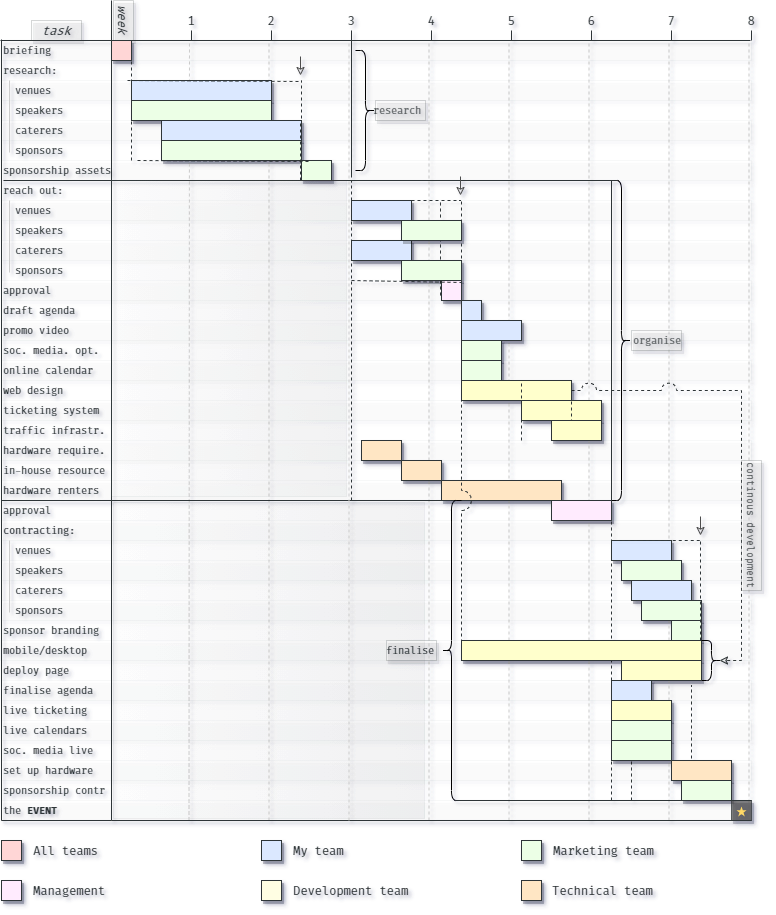 task
week
1 2 3 4 5 6 7 8
briefing
research:
venues
speakers
research
caterers
sponsors
sponsorship assets
reach out:
venues
speakers
caterers
sponsors
approval
draft agenda
promo video
organise
soc. media. opt.
online calendar
web design
ticketing system
traffic infrastr.
hardware require.
in-house resource
hardware renters
continous development
approval
contracting:
venues
speakers
caterers
sponsors
sponsor branding
mobile/desktop
finalise
deploy page
finalise agenda
live ticketing
live calendars
soc. media live
set up hardware
sponsorship contr
the EVENT
All teams
My team
Marketing team
Management
Development team
Technical team